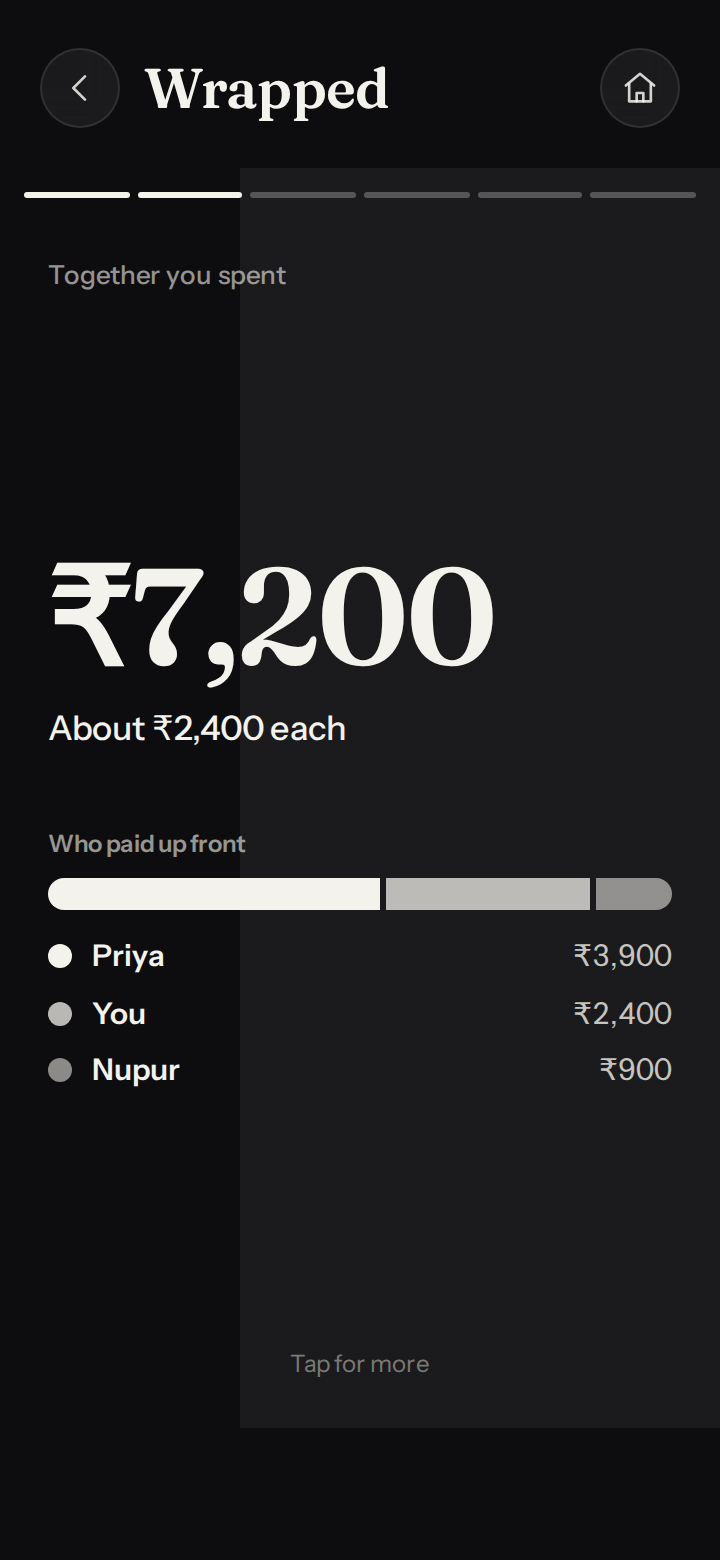 Wrapped
Together you spent
₹7,200
About ₹2,400 each
Who paid up front
Priya ₹3,900
You ₹2,400
Nupur ₹900
Tap for more